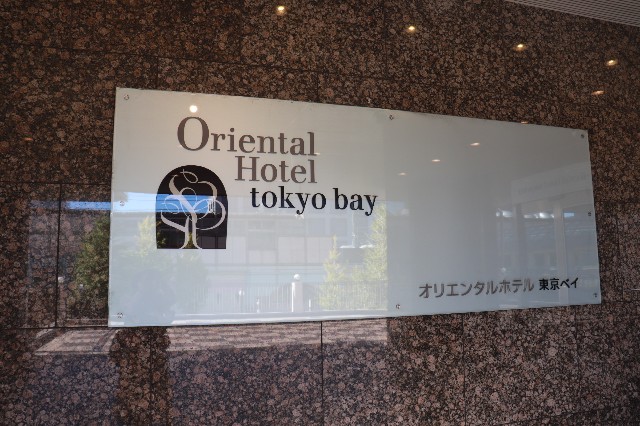 Oriental
Hotel
tokyo bay
オリエンタルホテル 東京ベイ